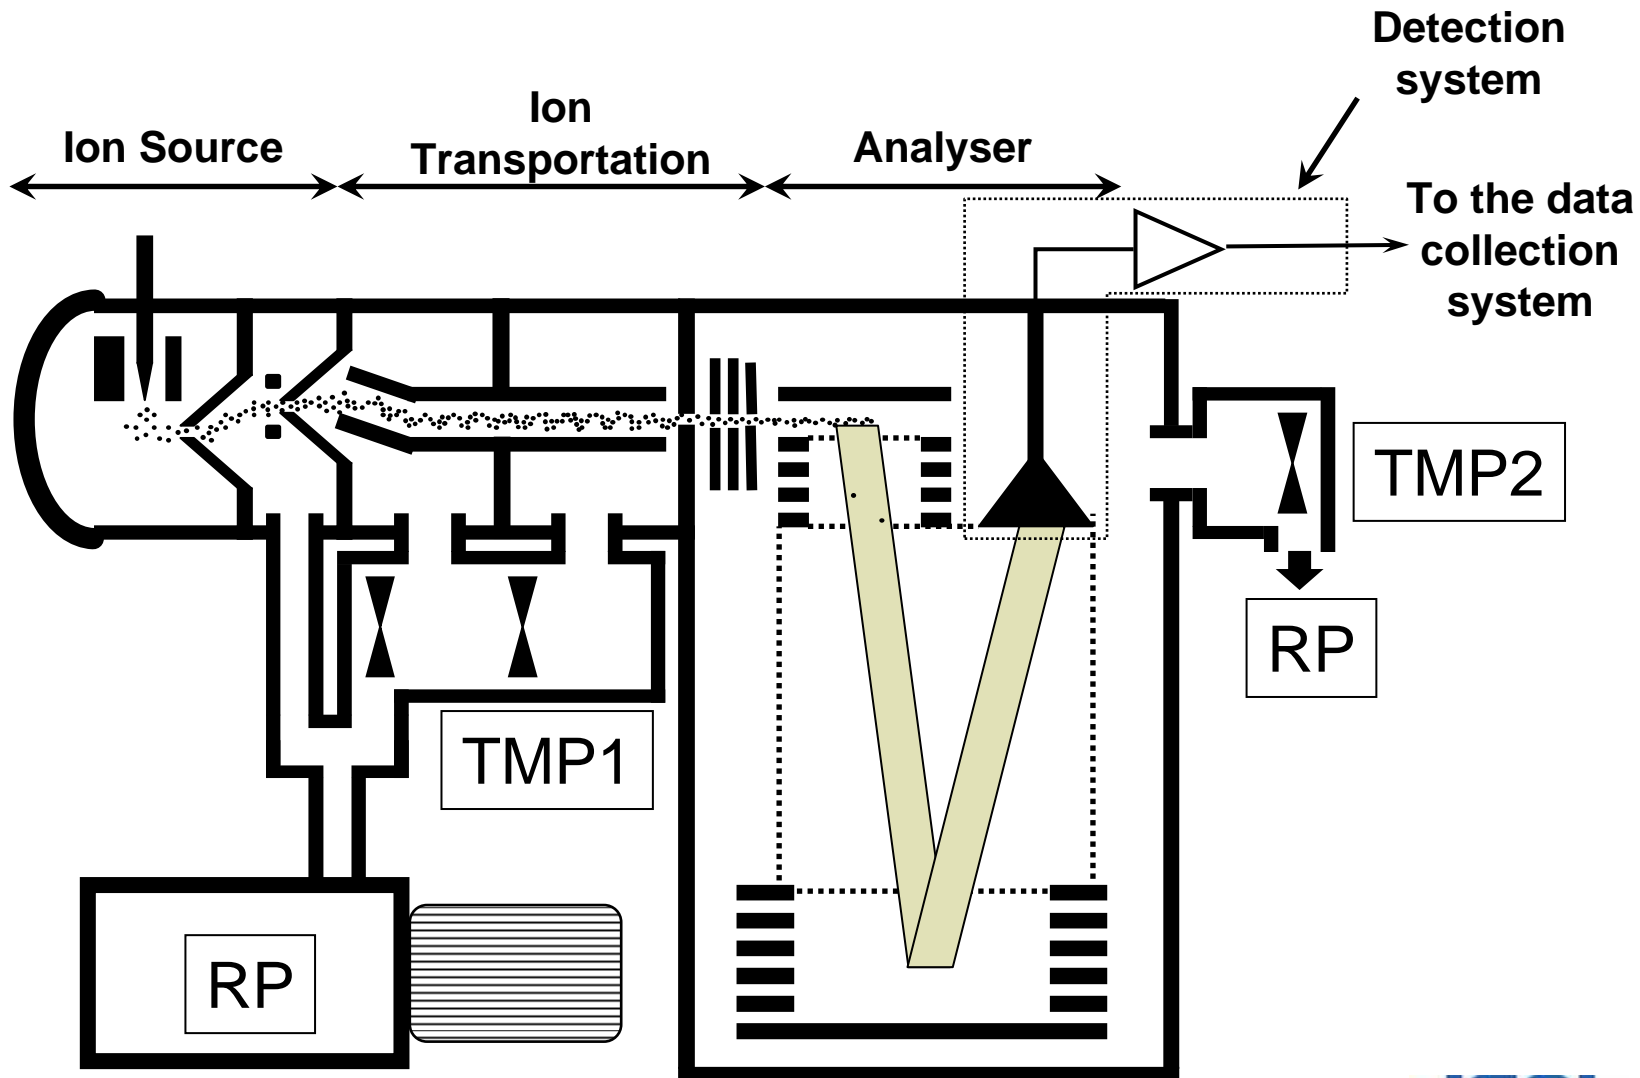 Detection
system
Ion
Transportation
Ion Source
Analyser
To the data
collection
system
TMP2
RP
TMP1
RP